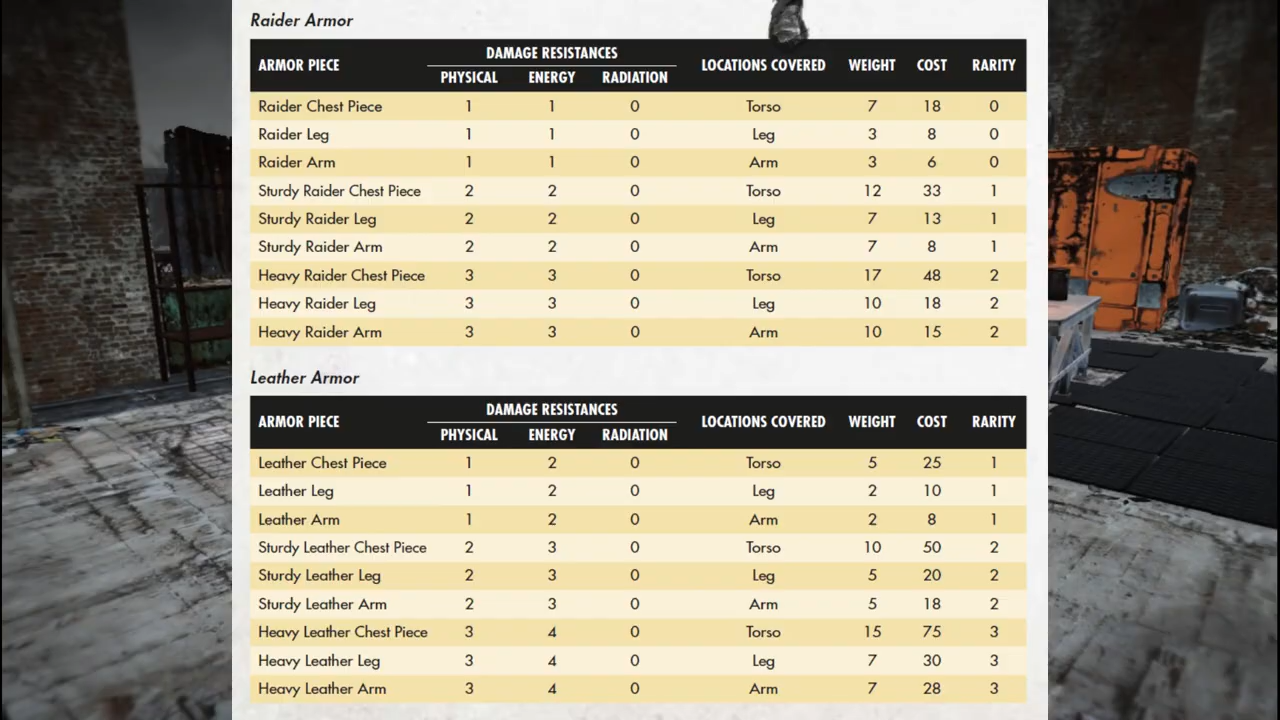 Raider Armor
ARMOR PIECE DAMAGE RESISTANCES LOCATIONS COVERED WEIGHT COST RARITY
PHYSICAL ENERGY RADIATION
Raider Chest Piece 1 1 0 Torso 7 18 0
Raider Leg 1 1 0 Leg 3 8 0
Raider Arm 1 1 0 Arm 3 6 0
Sturdy Raider Chest Piece 2 2 0 Torso 12 33 1
Sturdy Raider Leg 2 2 0 Leg 7 13 1
Sturdy Raider Arm 2 2 0 Arm 7 8 1
Heavy Raider Chest Piece 3 3 0 Torso 17 48 2
Heavy Raider Leg 3 3 0 Leg 10 18 2
Heavy Raider Arm 3 3 0 Arm 10 15 2
Leather Armor
ARMOR PIECE DAMAGE RESISTANCES LOCATIONS COVERED WEIGHT COST RARITY
PHYSICAL ENERGY RADIATION
Leather Chest Piece 1 2 0 Torso 5 25 1
Leather Leg 1 2 0 Leg 2 10 1
Leather Arm 1 2 0 Arm 2 8 1
Sturdy Leather Chest Piece 2 3 0 Torso 10 50 2
Sturdy Leather Leg 2 3 0 Leg 5 20 2
Sturdy Leather Arm 2 3 0 Arm 5 18 2
Heavy Leather Chest Piece 3 4 0 Torso 15 75 3
Heavy Leather Leg 3 4 0 Leg 7 30 3
Heavy Leather Arm 3 4 0 Arm 7 28 3